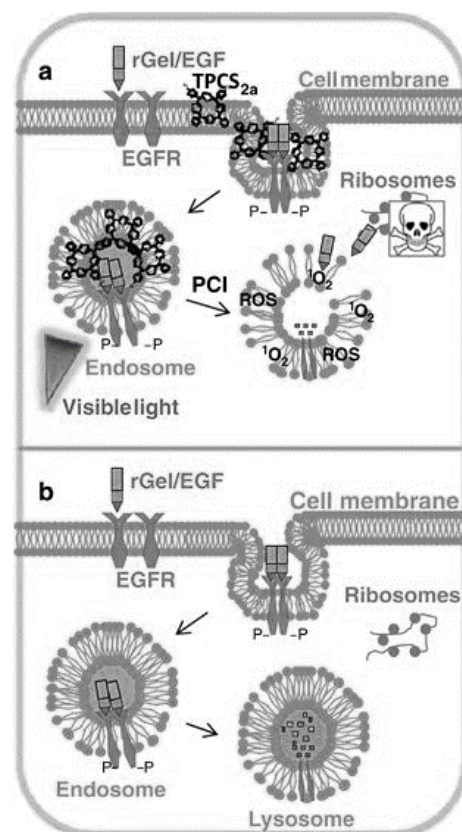 a
rGel/EGF
TPCS2a
Cell membrane
EGFR
Ribosomes
P- -P
PCI
¹O₂
ROS
¹O₂
¹O₂
ROS
P- -P
Endosome
Visible light
b
rGel/EGF
Cell membrane
EGFR
Ribosomes
P- -P
P- -P
Endosome
Lysosome